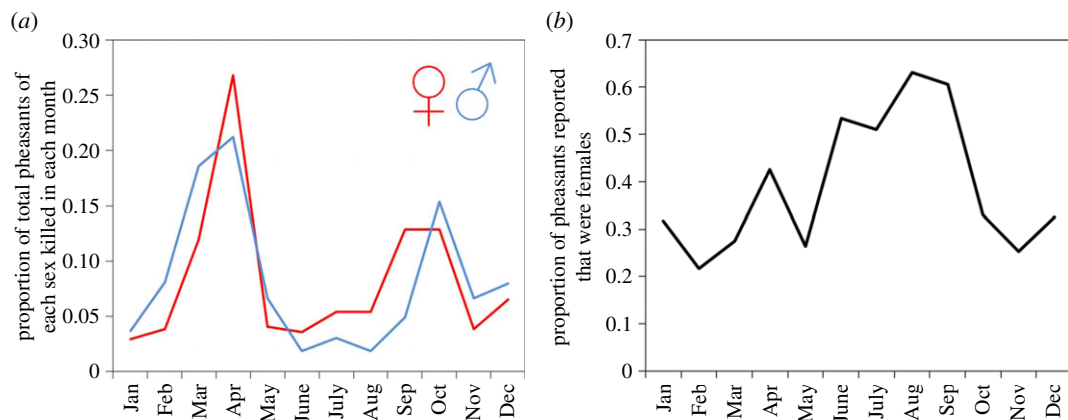 (a)
proportion of total pheasants of
each sex killed in each month
0.30
0.25
0.20
0.15
0.10
0.05
0
Jan
Feb
Mar
Apr
May
June
July
Aug
Sep
Oct
Nov
Dec
(b)
proportion of pheasants reported
that were females
0.7
0.6
0.5
0.4
0.3
0.2
0.1
0
Jan
Feb
Mar
Apr
May
June
July
Aug
Sep
Oct
Nov
Dec